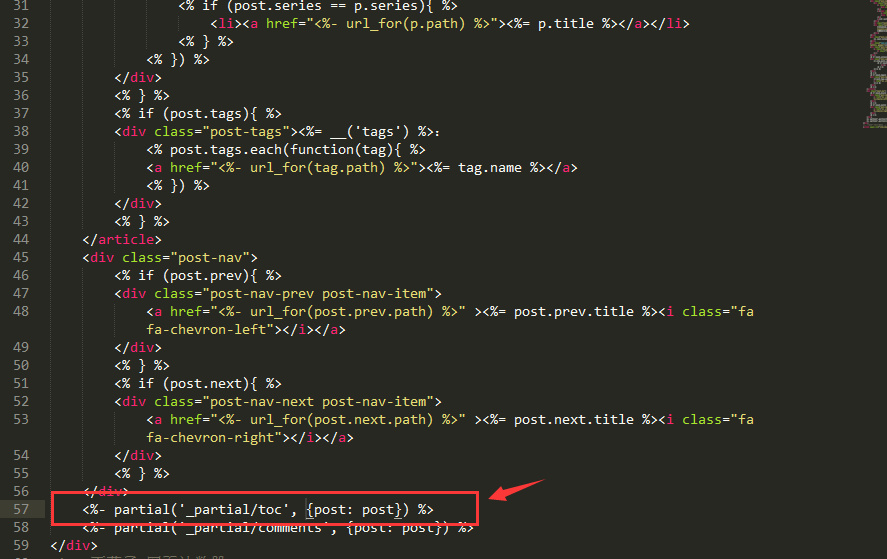 31 <% if (post.series == p.series){ %>
32 <li><a href="<%- url_for(p.path) %>"><%= p.title %></a></li>
33 <% } %>
34 <% }) %>
35 </div>
36 <% } %>
37 <% if (post.tags){ %>
38 <div class="post-tags"><%= __('tags') %>:
39 <% post.tags.each(function(tag){ %>
40 <a href="<%- url_for(tag.path) %>"><%= tag.name %></a>
41 <% }) %>
42 </div>
43 <% } %>
44 </article>
45 <div class="post-nav">
46 <% if (post.prev){ %>
47 <div class="post-nav-prev post-nav-item">
48 <a href="<%- url_for(post.prev.path) %>" ><%= post.prev.title %><i class="fa
fa-chevron-left"></i></a>
49 </div>
50 <% } %>
51 <% if (post.next){ %>
52 <div class="post-nav-next post-nav-item">
53 <a href="<%- url_for(post.next.path) %>" ><%= post.next.title %><i class="fa
fa-chevron-right"></i></a>
54 </div>
55 <% } %>
56 </div>
57 <%- partial('_partial/toc', {post: post}) %>
58 <%- partial('_partial/comments', {post: post}) %>
59 </div>